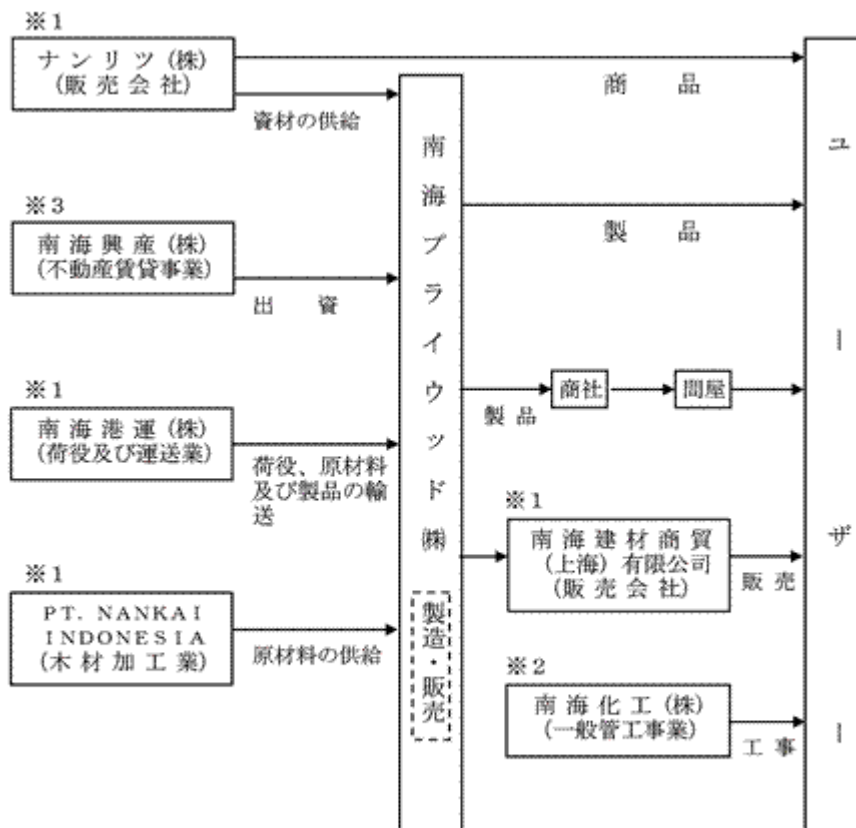 ※1
ナンリツ(株)
(販売会社)
商品
資材の供給
※3
南海興産(株)
(不動産賃貸事業)
出資
※1
南海港運(株)
(荷役及び運送業)
荷役、原材料
及び製品の輸
送
※1
PT. NANKAI
INDONESIA
(木材加工業)
原材料の供給
南海プライウッド㈱
製造・販売
製品
製品
商社
問屋
※1
南海建材商貿
(上海)有限公司
(販売会社)
販売
※2
南海化工(株)
(一般管工事業)
工事
ユーザー